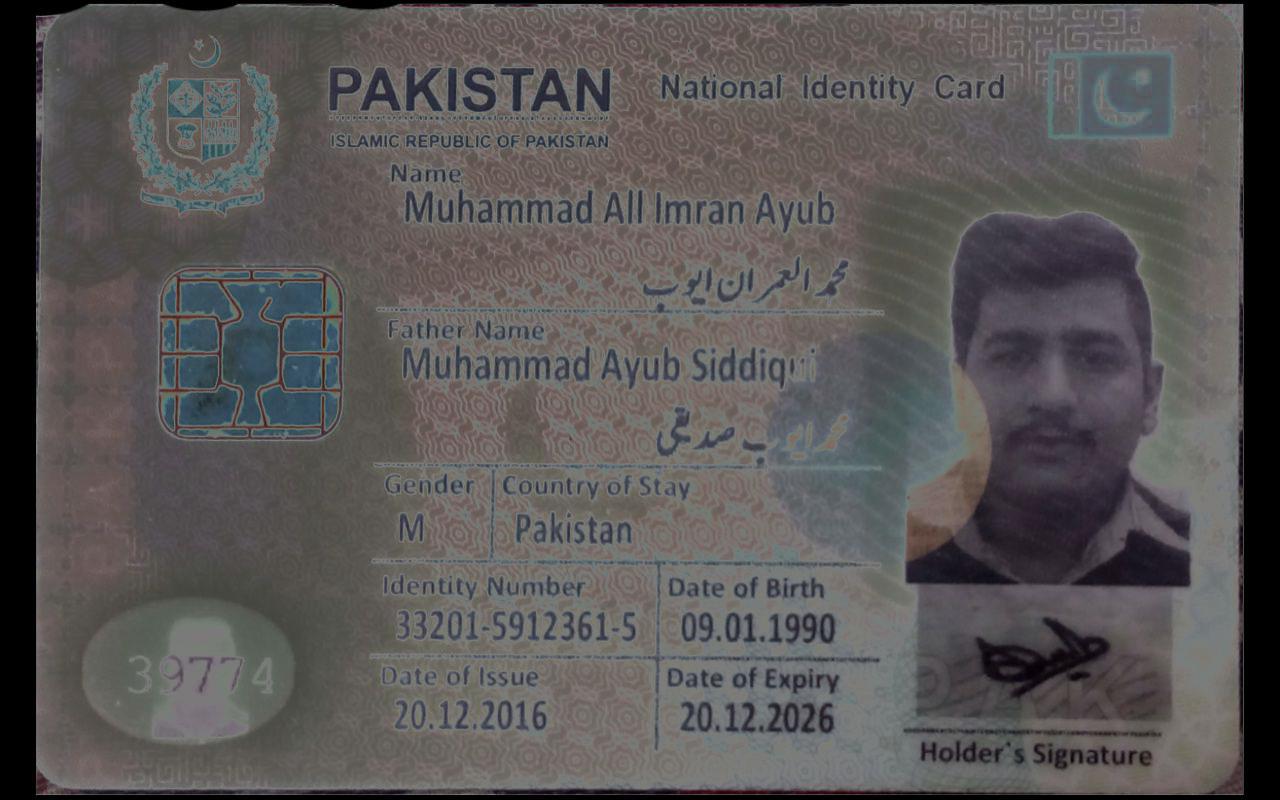 PAKISTAN National Identity Card
ISLAMIC REPUBLIC OF PAKISTAN
Name
Muhammad All Imran Ayub
محمد العمران ایوب
Father Name
Muhammad Ayub Siddiqui
محمد ایوب صدیقی
Gender Country of Stay
M Pakistan
Identity Number Date of Birth
33201-5912361-5 09.01.1990
Date of Issue Date of Expiry
20.12.2016 20.12.2026
39774
Holder's Signature